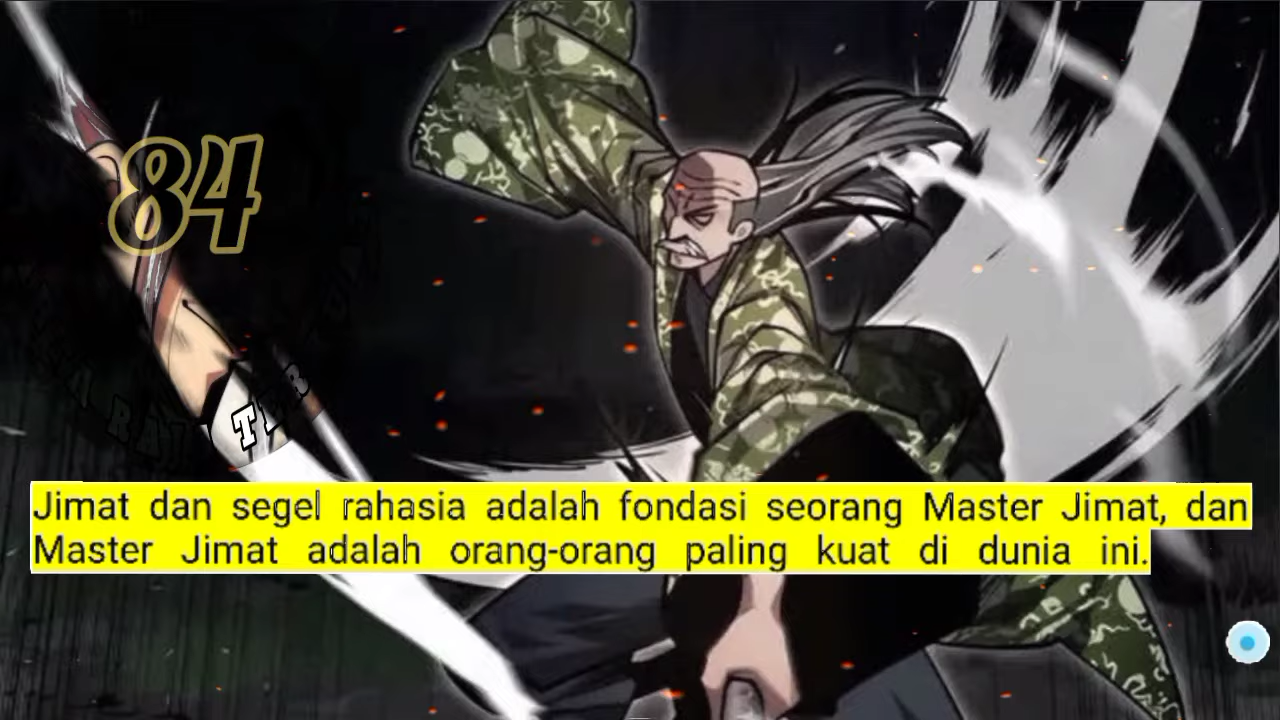 84
Jimat dan segel rahasia adalah fondasi seorang Master Jimat, dan
Master Jimat adalah orang-orang paling kuat di dunia ini.